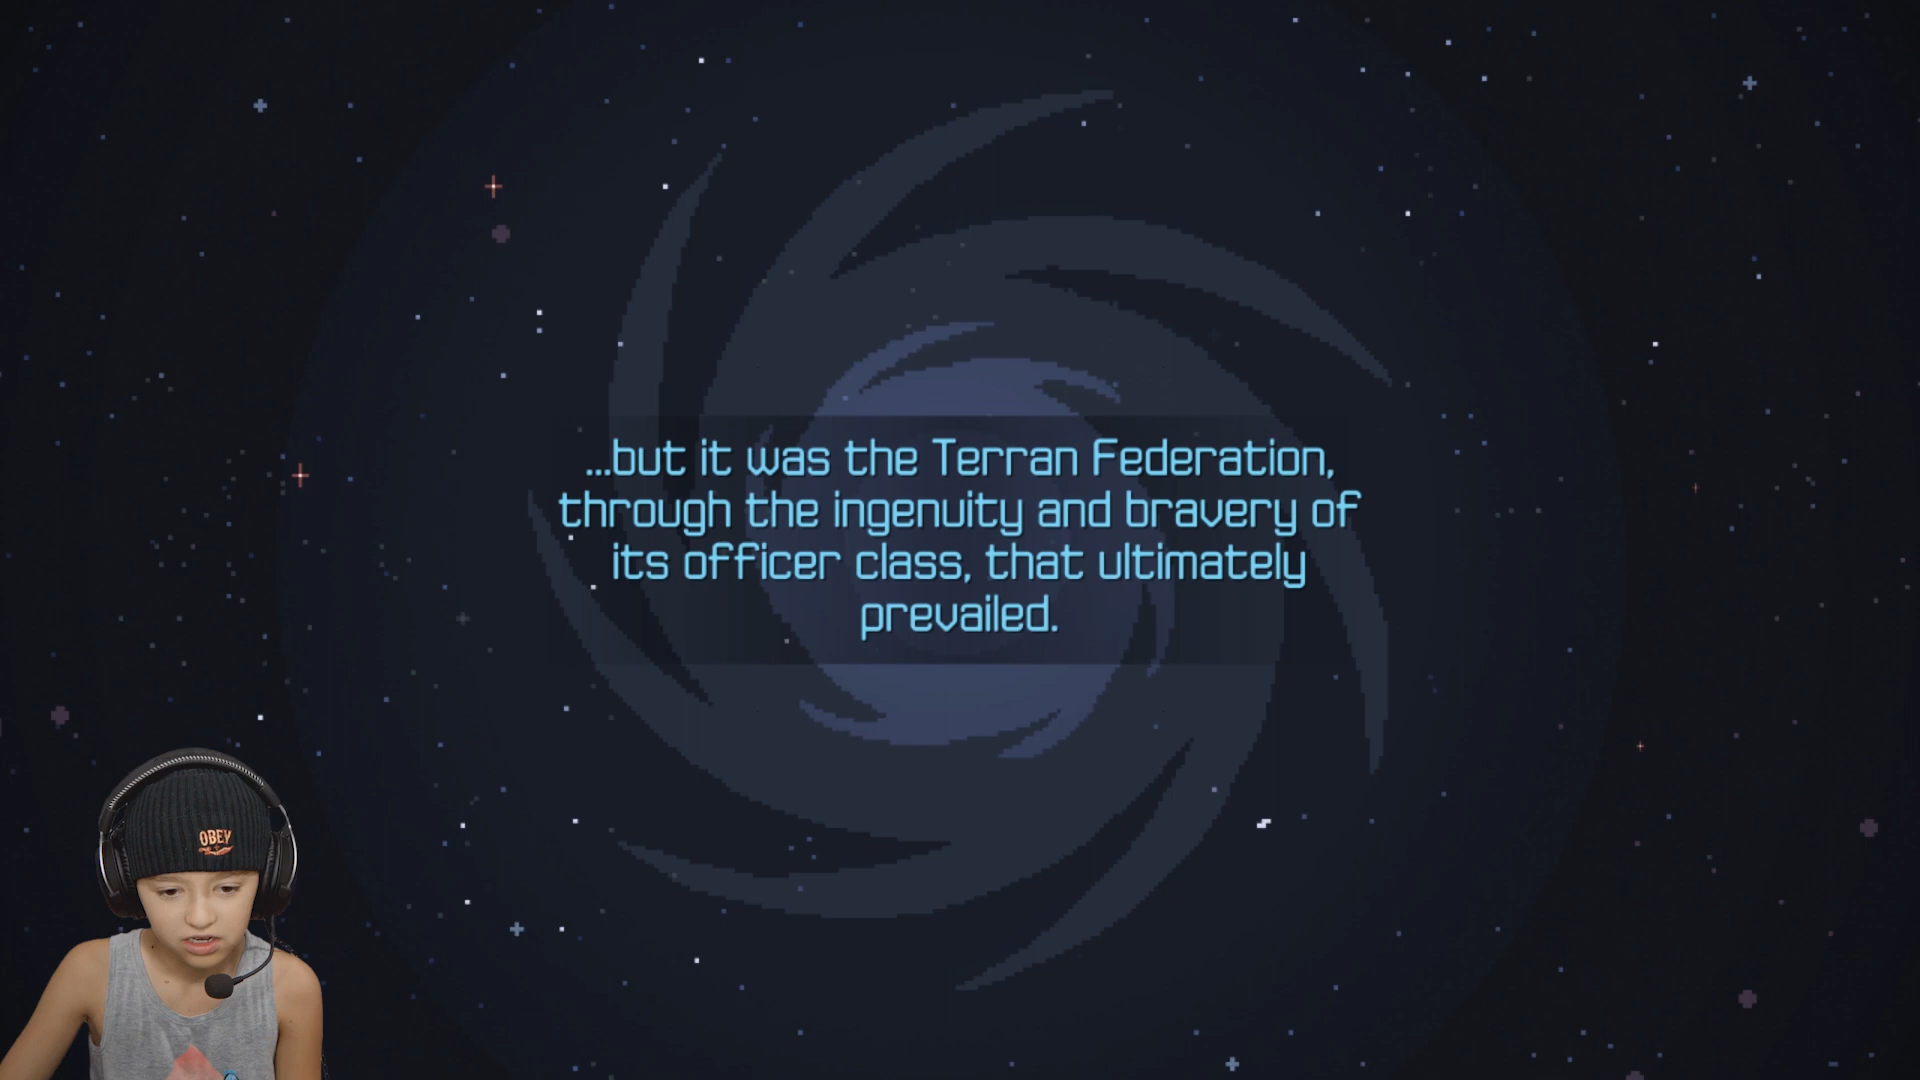 ...but it was the Terran Federation,
through the ingenuity and bravery of
its officer class, that ultimately
prevailed.
OBEY